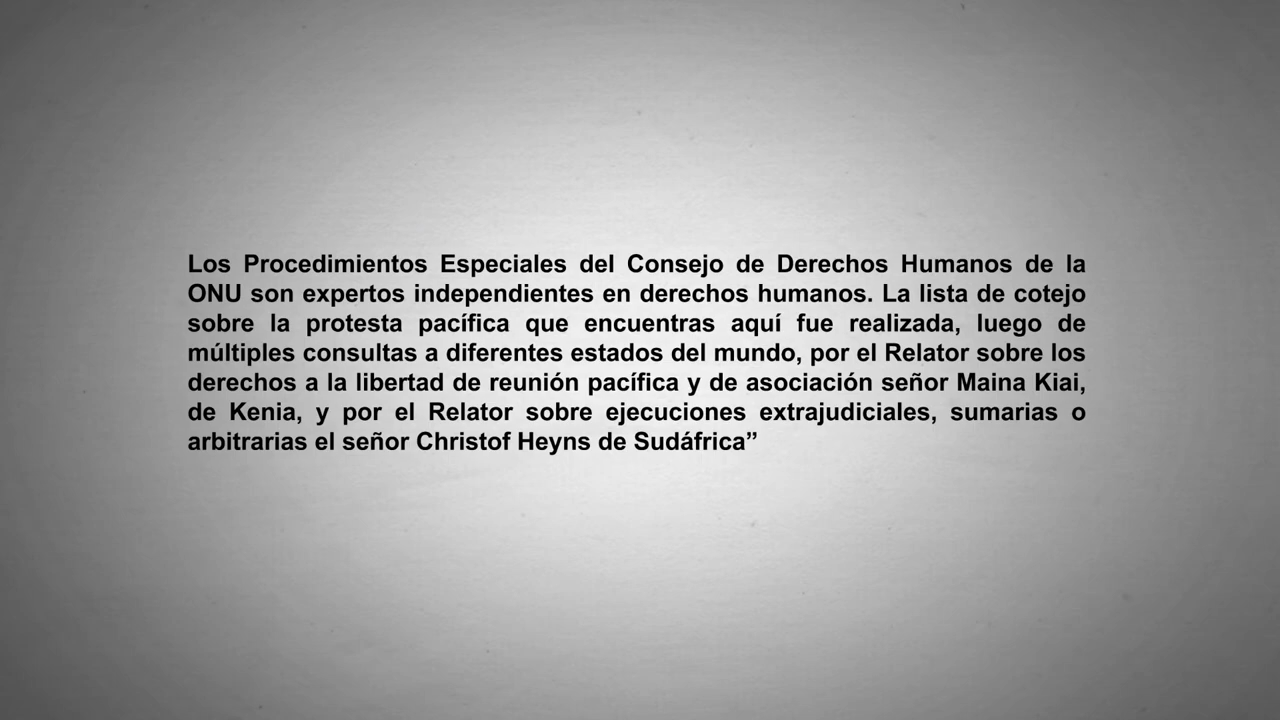 Los Procedimientos Especiales del Consejo de Derechos Humanos de la
ONU son expertos independientes en derechos humanos. La lista de cotejo
sobre la protesta pacífica que encuentras aquí fue realizada, luego de
múltiples consultas a diferentes estados del mundo, por el Relator sobre los
derechos a la libertad de reunión pacífica y de asociación señor Maina Kiai,
de Kenia, y por el Relator sobre ejecuciones extrajudiciales, sumarias o
arbitrarias el señor Christof Heyns de Sudáfrica”